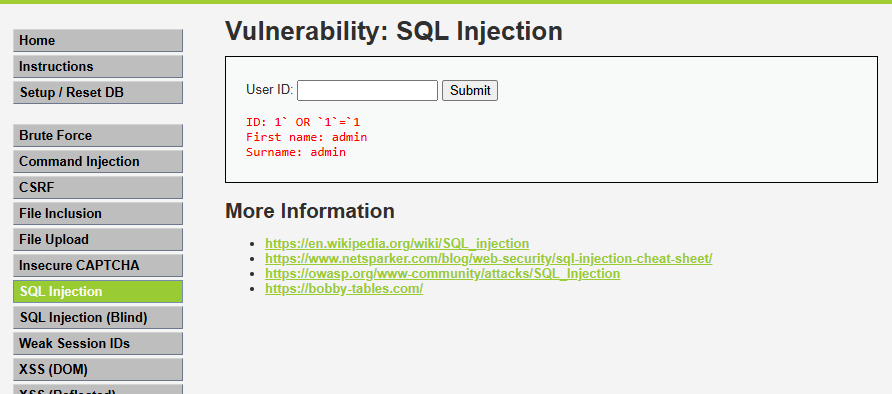 Home
Instructions
Setup / Reset DB
Brute Force
Command Injection
CSRF
File Inclusion
File Upload
Insecure CAPTCHA
SQL Injection
SQL Injection (Blind)
Weak Session IDs
XSS (DOM)
XSS (Reflected)
Vulnerability: SQL Injection
User ID: Submit
ID: 1` OR `1`=`1
First name: admin
Surname: admin
More Information
https://en.wikipedia.org/wiki/SQL_injection
https://www.netsparker.com/blog/web-security/sql-injection-cheat-sheet/
https://owasp.org/www-community/attacks/SQL_Injection
https://bobby-tables.com/